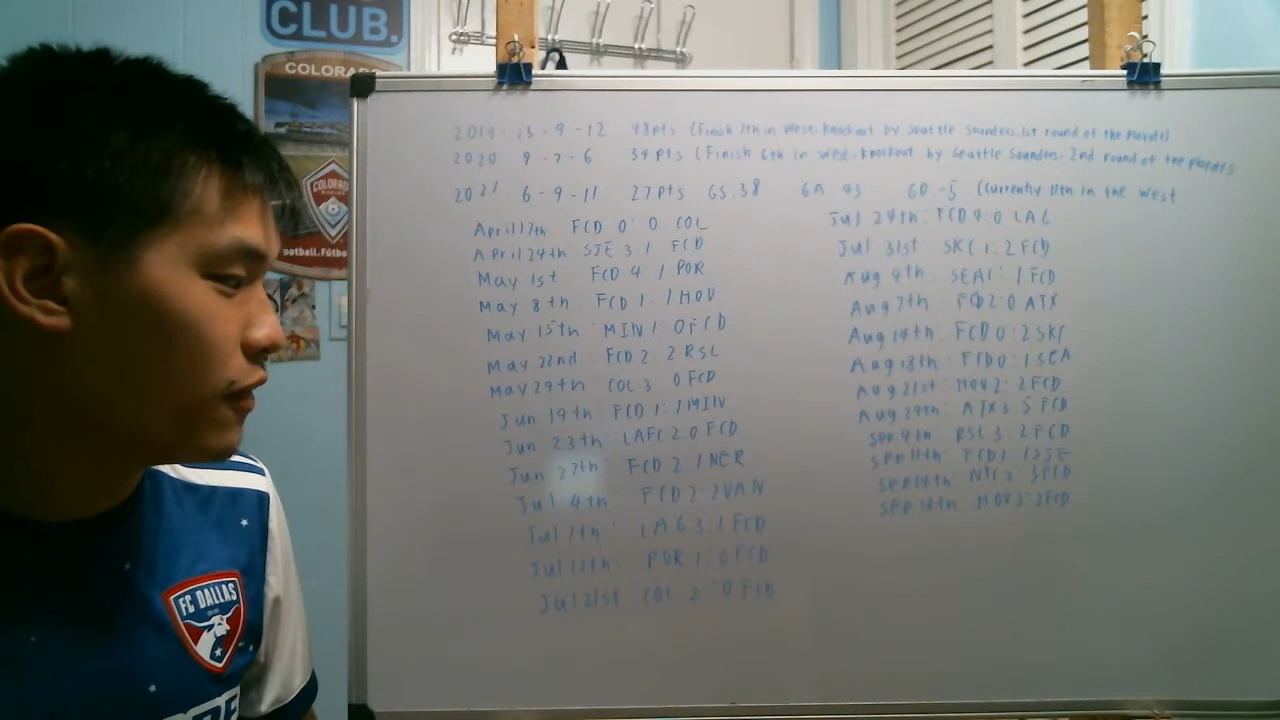 CLUB.
COLORAD
COLORADO
ootball.Fútbo
2019 13-9-12 48pts (Finish 7th in West. knockout by Seattle Sounders. 1st round of the playoffs)
2020 9-7-6 34 pts (Finish 6th in west. knockout by Seattle Sounders. 2nd round of the playoffs
2021 6-9-11 27pts GS.38 GA 43 GD -5 (Currently 11th in the West
April 17th FCD 0:0 COL
April 24th SJE 3 1 FCD
May 1st FCD 4. 1 POR
May 8th FCD 1. 1 HOU
May 15th MIN 1: 0 FCD
May 22nd FCD 2 2 RSL
May 29th COL 3 0 FCD
Jun 19th FCD 1:1 MIN
Jun 23th LAFC 2:0 FCD
Jun 27th FCD 2 1 NER
Jul 4th FCD 2:2 VAN
Jul 7th LAG 3:1 FCD
Jul 17th POR 1:0 FCD
Jul 21st COL 2:0 FCD
Jul 24th: FCD 4:0 LAG
Jul 31st SKC 1:2 FCD
Aug 4th SEA 1: 1 FCD
Aug 7th FCD 2:0 ATX
Aug 14th FCD 0:2 SKC
Aug 18th FCD 0:1 SEA
Aug 21st HOU 2:2 FCD
Aug 29th ATX 3:5 FCD
Sep 4th RSL 3:2 FCD
Sep 11th FCD 1 1 SJE
Sep 14th 3 FCD
Sep 18th HOU 3:2 FCD
FC DALLAS